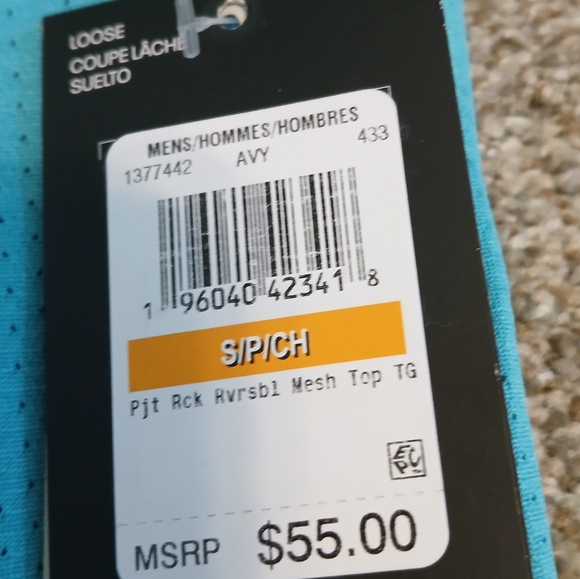 LOOSE
COUPE LÂCHE
SUELTO
MENS/HOMMES/HOMBRES
1377442 AVY 433
1 96040 42341 8
S/P/CH
Pjt Rck Rvrsbl Mesh Top TG
EPC
MSRP $55.00